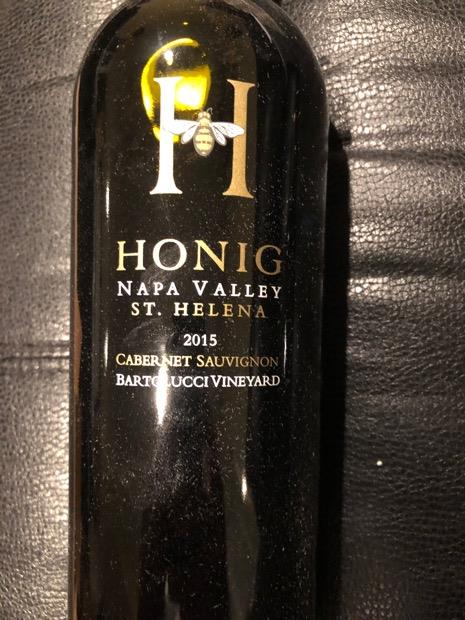 H
HONIG
NAPA VALLEY
ST. HELENA
2015
CABERNET SAUVIGNON
BARTOLUCCI VINEYARD